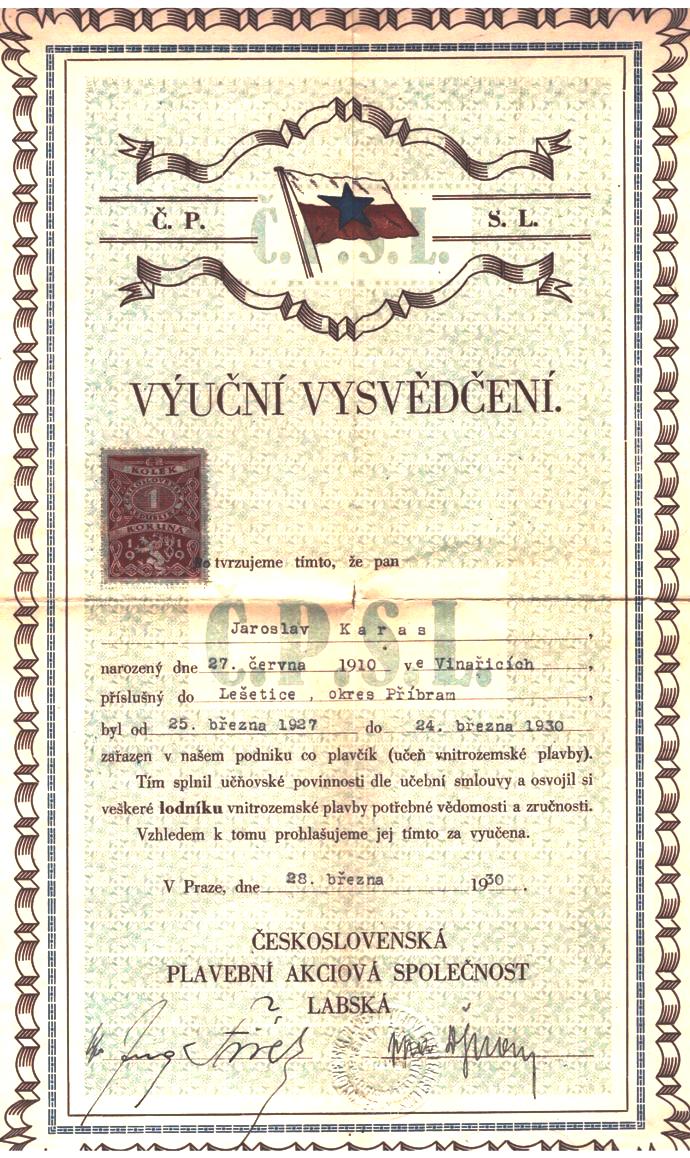 Č. P. S. L.
Č.P.S.L.
VÝUČNÍ VYSVĚDČENÍ.
KOLEK
1
KORUNA
1919
tvrzujeme tímto, že pan
Č.P.S.L.
Jaroslav Karas,
narozený dne 27. června 1910 ve Vinařicích,
příslušný do Lešetice, okres Příbram,
byl od 25. března 1927 do 24. března 1930
zařazen v našem podniku co plavčík (učeň vnitrozemské plavby).
Tím splnil učňovské povinnosti dle učební smlouvy a osvojil si
veškeré lodníku vnitrozemské plavby potřebné vědomosti a zručnosti.
Vzhledem k tomu prohlašujeme jej tímto za vyučena.
V Praze, dne 28. března 1930.
ČESKOSLOVENSKÁ
PLAVEBNÍ AKCIOVÁ SPOLEČNOST
LABSKÁ
Ing